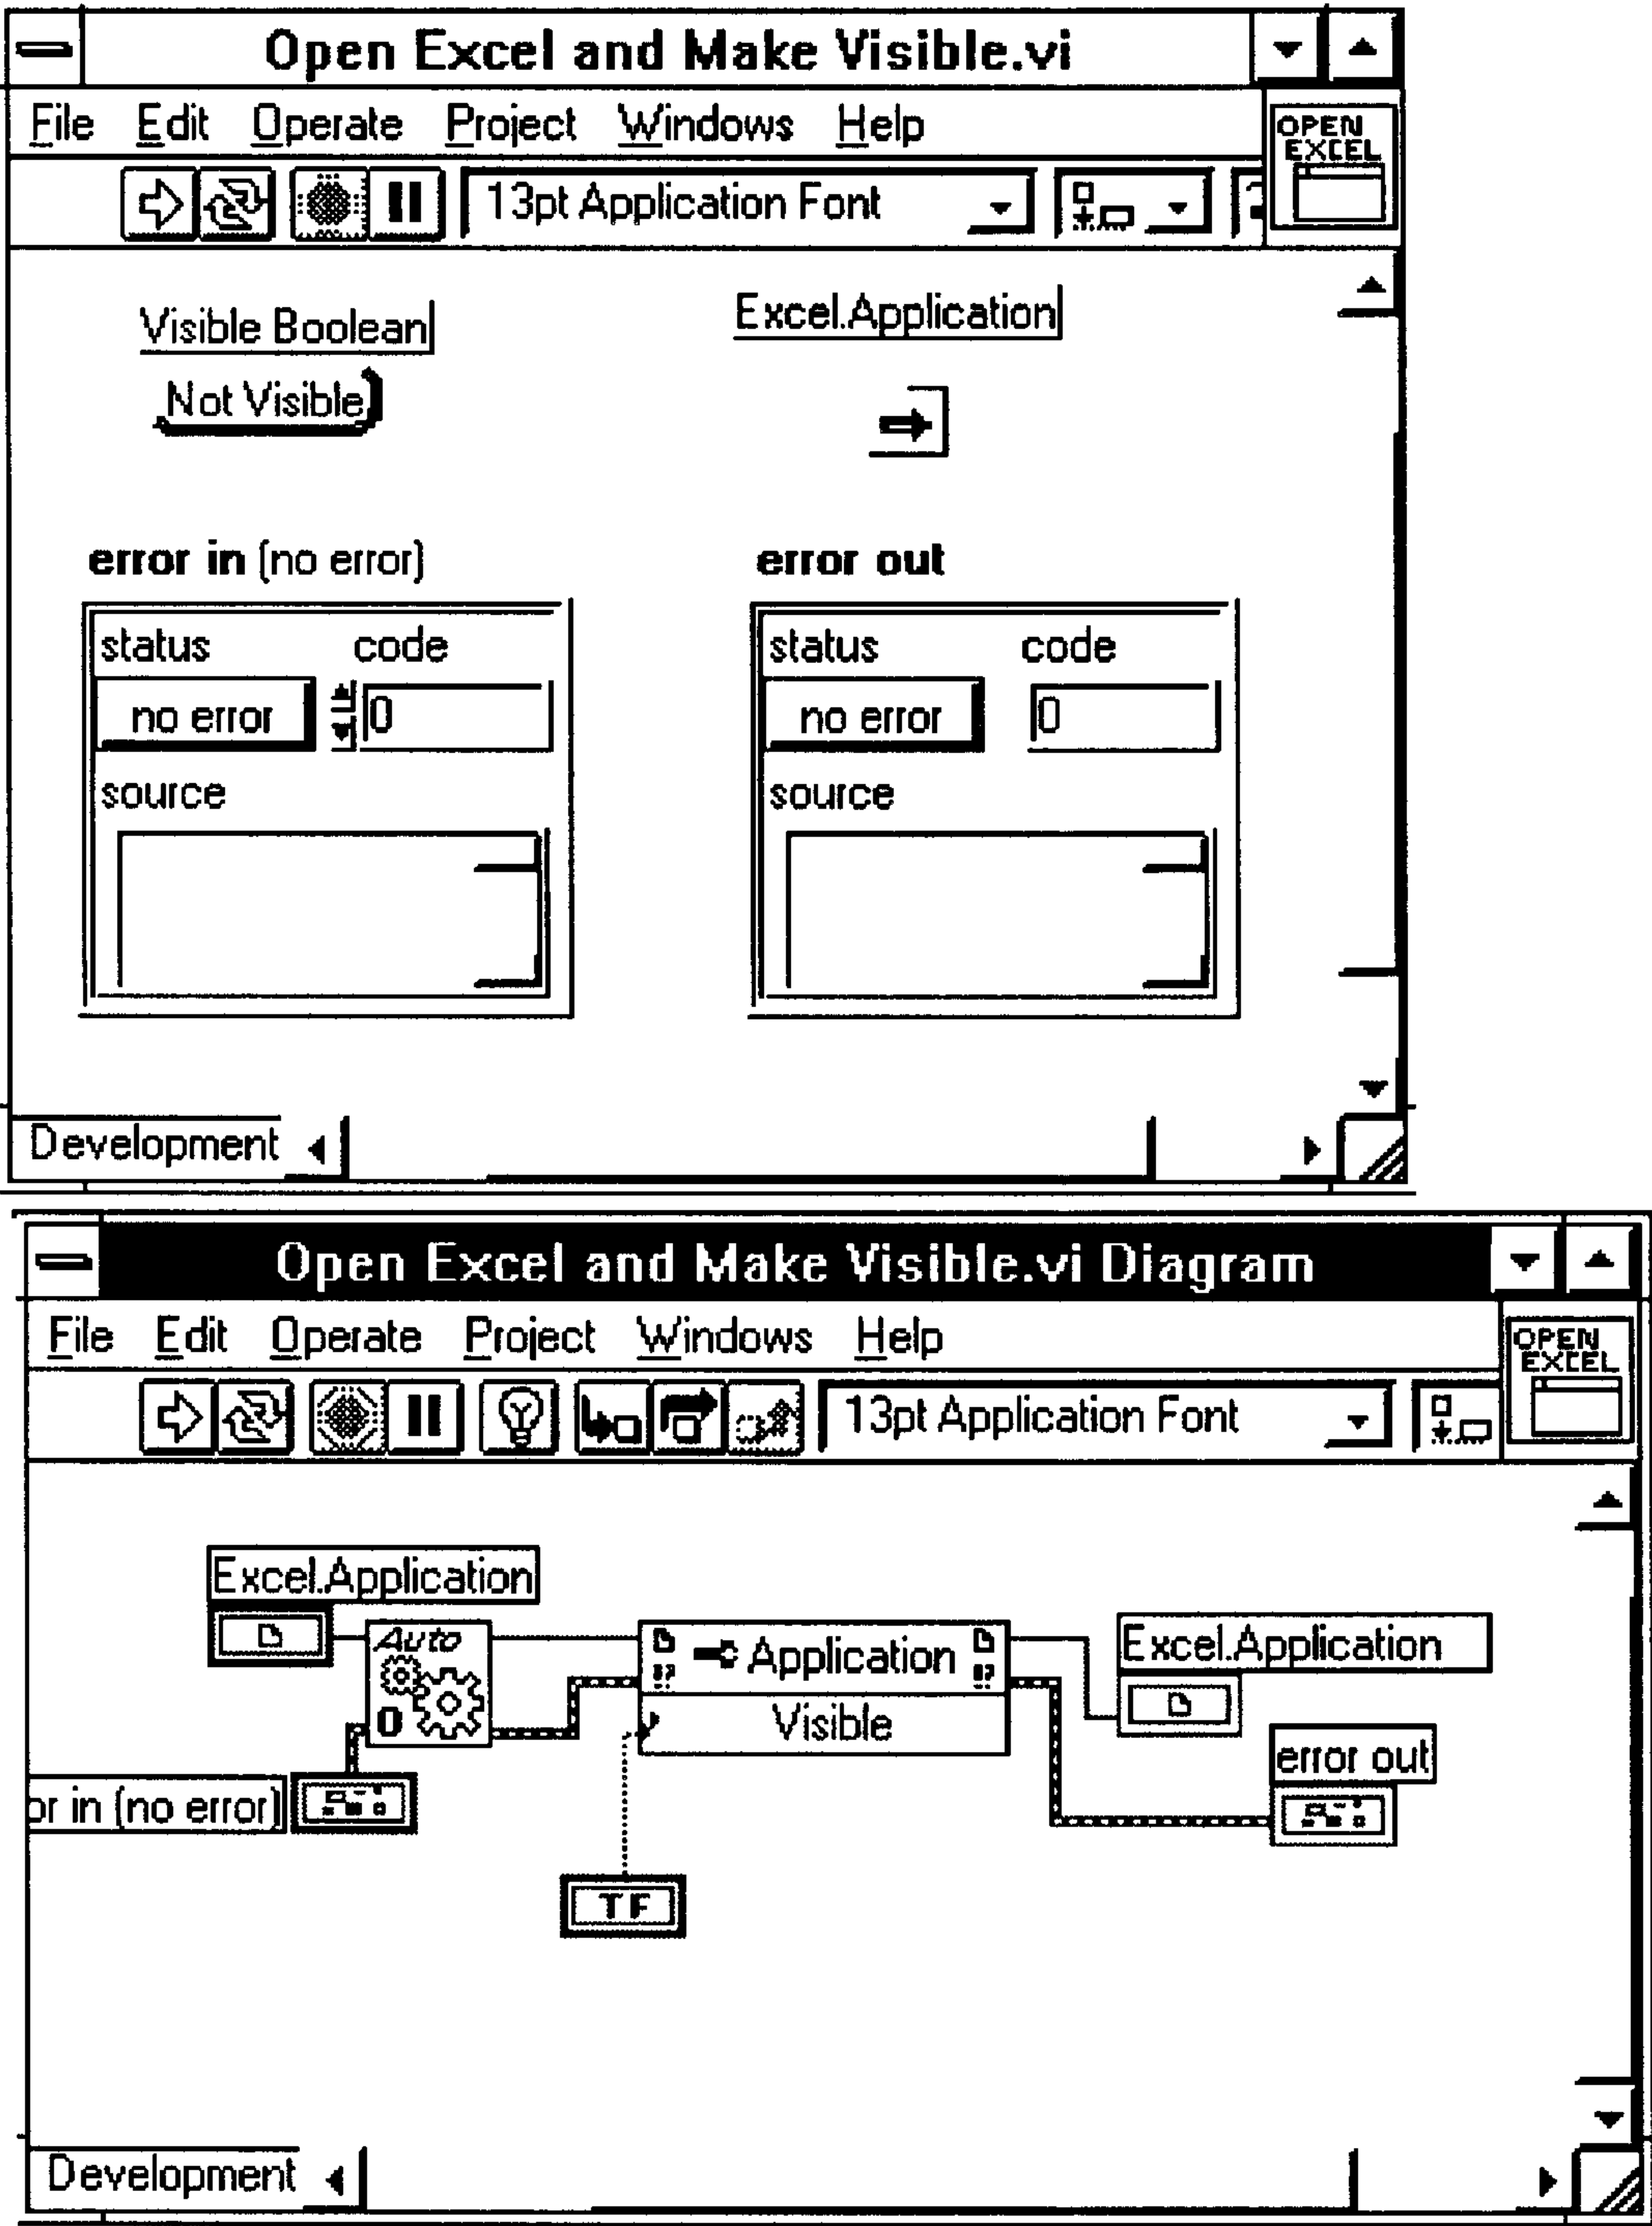 Open Excel and Make Visible.vi
File Edit Operate Project Windows Help
OPEN
EXCEL
13pt Application Font
Visible Boolean
Excel.Application
Not Visible
error in (no error)
error out
status code
status code
no error 0
no error 0
source
source
Development
Open Excel and Make Visible.vi Diagram
File Edit Operate Project Windows Help
OPEN
EXCEL
13pt Application Font
Excel.Application
Auto
0
Application
Visible
Excel.Application
error out
or in (no error)
TF
Development